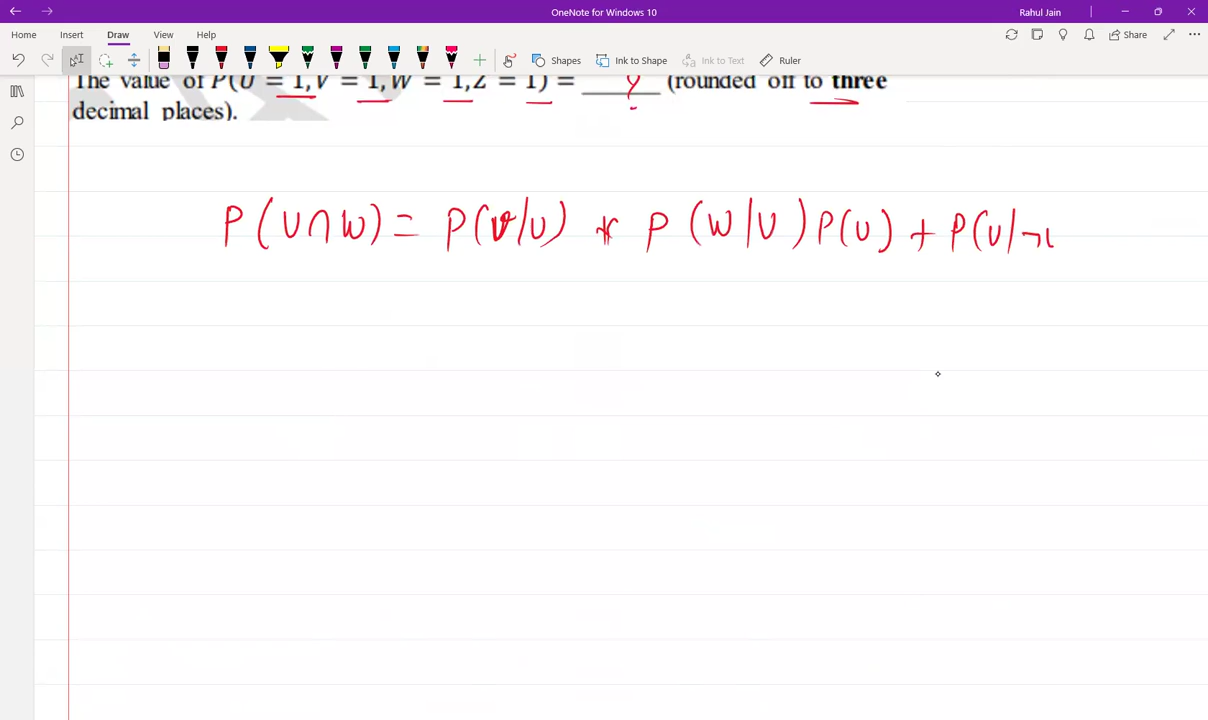 OneNote for Windows 10
Rahul Jain
Home Insert Draw View Help
Share
Shapes Ink to Shape Ink to Text Ruler
The value of P(U = 1, V = 1, W = 1, Z = 1) = ______ (rounded off to three
decimal places).
P(U∩W) = P(V/U) * P(W/U) P(U) + P(U/¬